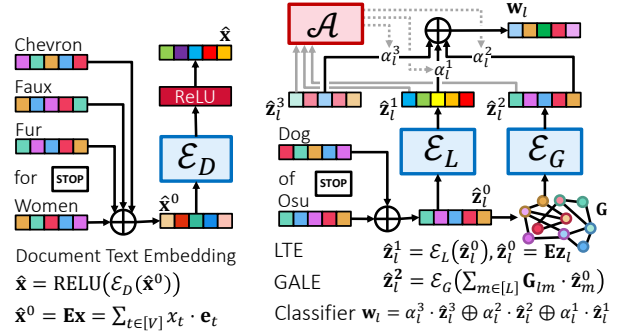 Chevron
Faux
Fur
for STOP
Women
x̂
ReLU
ℰ_D
x̂⁰
Document Text Embedding
x̂ = RELU(ℰ_D(x̂⁰))
x̂⁰ = Ex = ∑_{t∈[V]} x_t · e_t
𝒜
w_l
α_l^3 α_l^1 α_l^2
ẑ_l^3 ẑ_l^1 ẑ_l^2
Dog
of STOP
Osu
ℰ_L ℰ_G
ẑ_l^0
G
LTE ẑ_l^1 = ℰ_L(ẑ_l^0), ẑ_l^0 = Ez_l
GALE ẑ_l^2 = ℰ_G(∑_{m∈[L]} G_{lm} · ẑ_m^0)
Classifier w_l = α_l^3 · ẑ_l^3 ⊕ α_l^2 · ẑ_l^2 ⊕ α_l^1 · ẑ_l^1